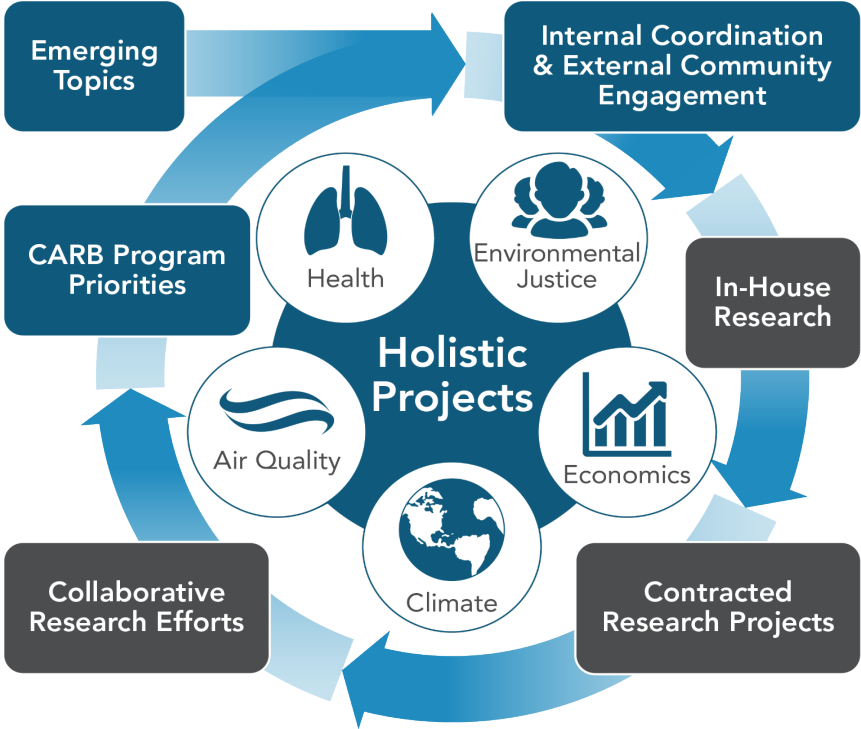 Emerging
Topics
Internal Coordination
& External Community
Engagement
CARB Program
Priorities
Health
Environmental
Justice
In-House
Research
Holistic
Projects
Air Quality
Economics
Climate
Collaborative
Research Efforts
Contracted
Research Projects